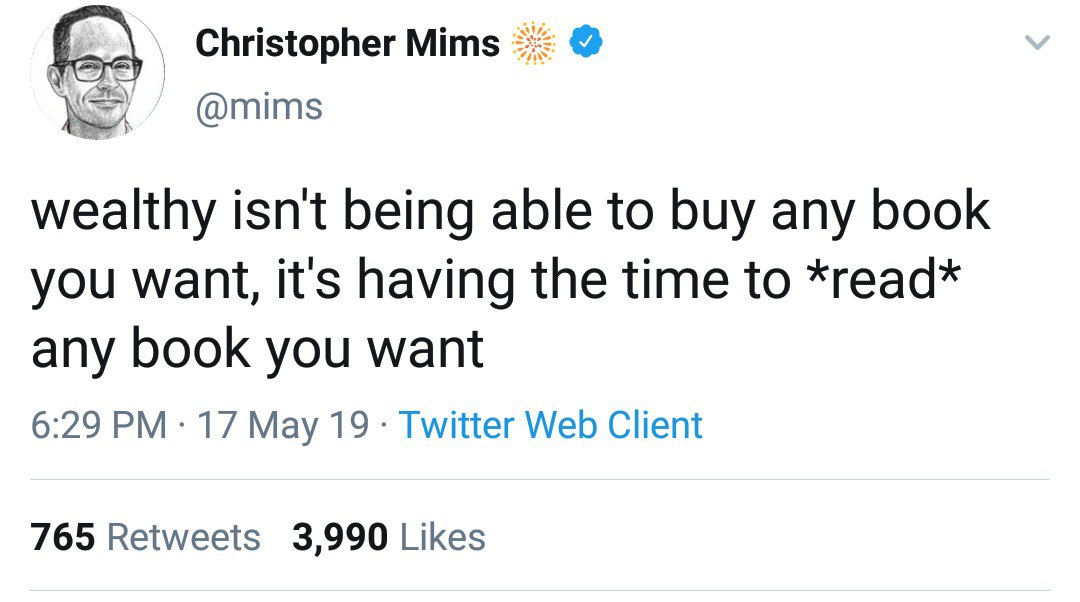 Christopher Mims
@mims
wealthy isn't being able to buy any book
you want, it's having the time to *read*
any book you want
6:29 PM · 17 May 19 · Twitter Web Client
765 Retweets 3,990 Likes